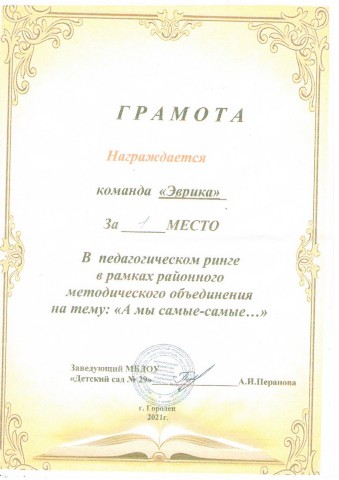 ГРАМОТА
Награждается
команда «Эврика»
За 1 МЕСТО
В педагогическом ринге
в рамках районного
методического объединения
на тему: «А мы самые-самые…»
Заведующий МБДОУ
«Детский сад № 29» А.И.Перанова
г. Городец
2021г.